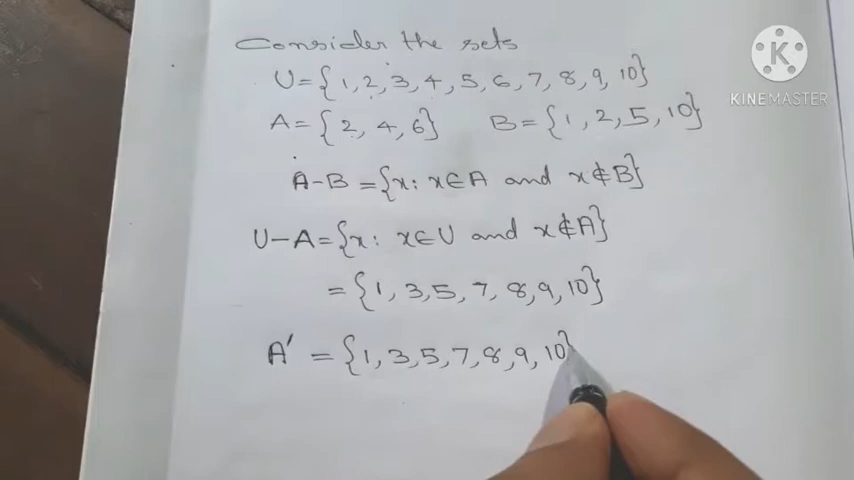 Consider the sets
U={1,2,3,4,5,6,7,8,9,10}
A={2,4,6} B={1,2,5,10}
A-B={x: x∈A and x∉B}
U-A={x: x∈U and x∉A}
={1,3,5,7,8,9,10}
A'={1,3,5,7,8,9,10}
KINEMASTER